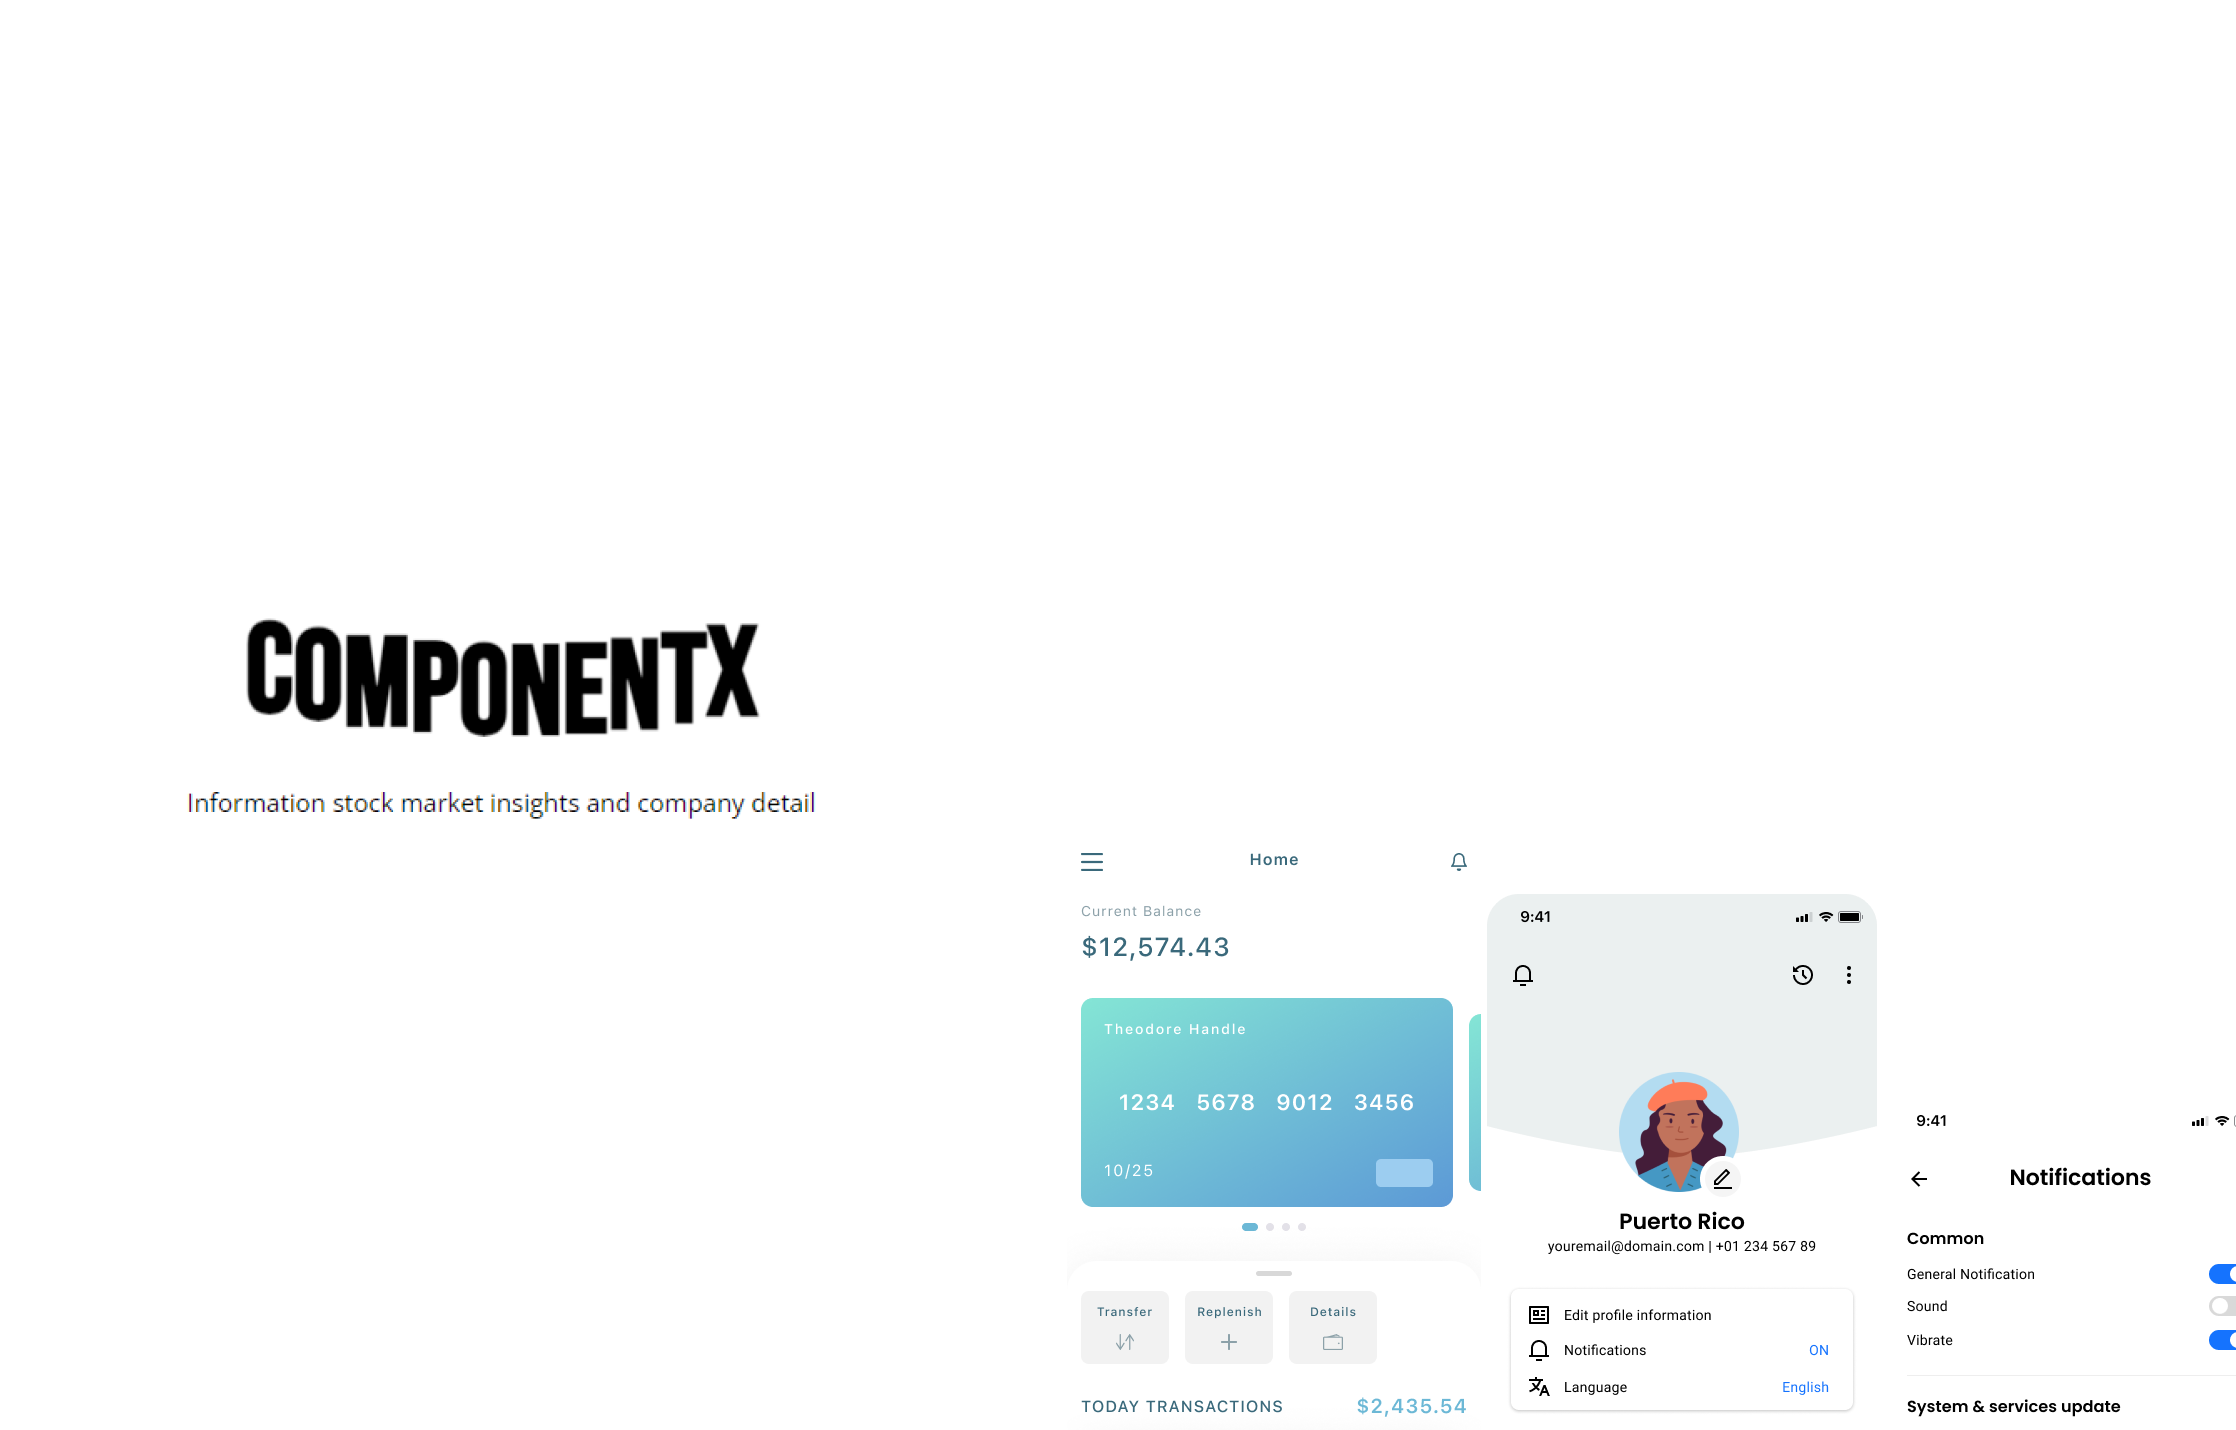 COMPONENTX
Information stock market insights and company detail
Home
Current Balance
$12,574.43
Theodore Handle
1234 5678 9012 3456
10/25
Transfer
Replenish
Details
TODAY TRANSACTIONS
$2,435.54
9:41
Puerto Rico
youremail@domain.com | +01 234 567 89
Edit profile information
Notifications
ON
Language
English
9:41
Notifications
Common
General Notification
Sound
Vibrate
System & services update